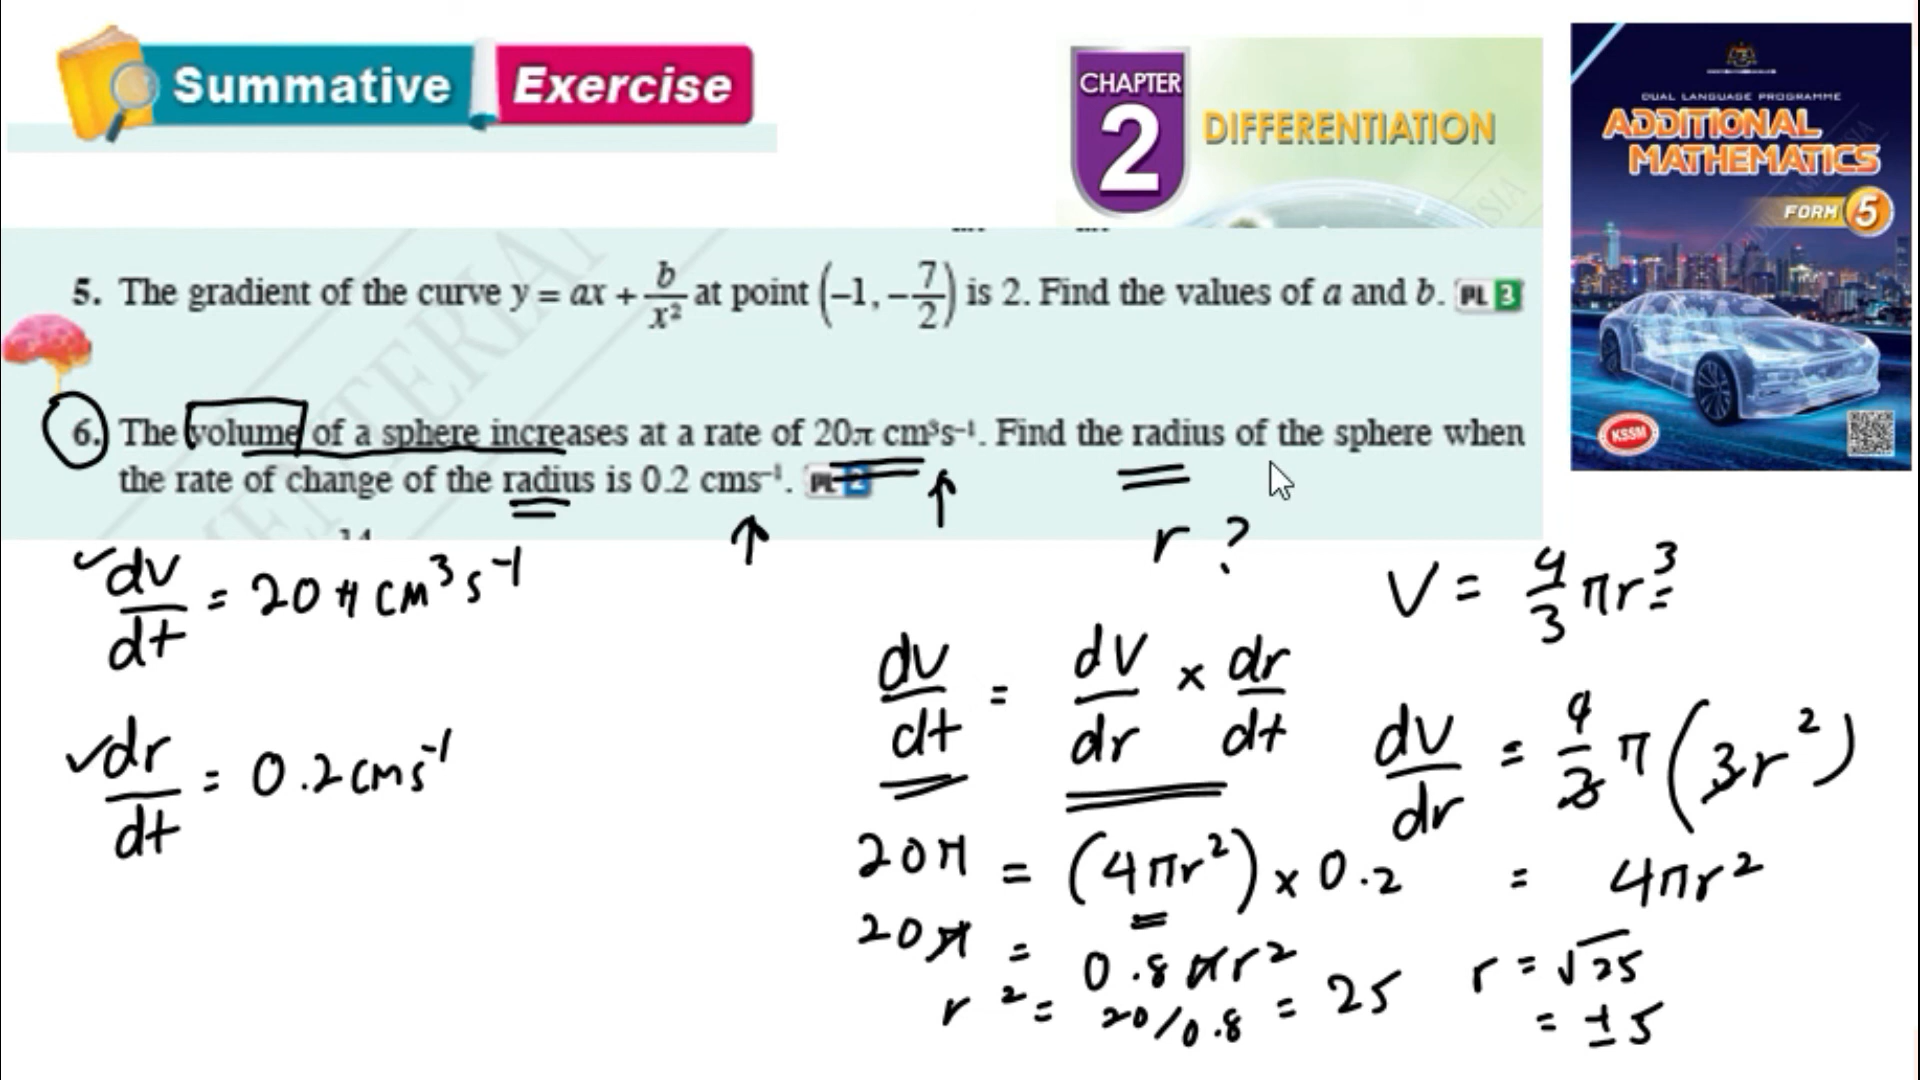 Summative Exercise
CHAPTER
2
DIFFERENTIATION
DUAL LANGUAGE PROGRAMME
ADDITIONAL
MATHEMATICS
FORM 5
KSSM
5. The gradient of the curve y = ax + b/x² at point (−1, −7/2) is 2. Find the values of a and b. PL 3
6. The volume of a sphere increases at a rate of 20π cm³s⁻¹. Find the radius of the sphere when
the rate of change of the radius is 0.2 cms⁻¹. PL 2
r ?
✓ dv/dt = 20π cm³s⁻¹
✓ dr/dt = 0.2cms⁻¹
dv/dt = dV/dr × dr/dt
20π = (4πr²) × 0.2
20π = 0.8πr²
r² = 20/0.8 = 25
V = 4/3 πr³
dv/dr = 4/3 π(3r²)
= 4πr²
r = √25
= ±5